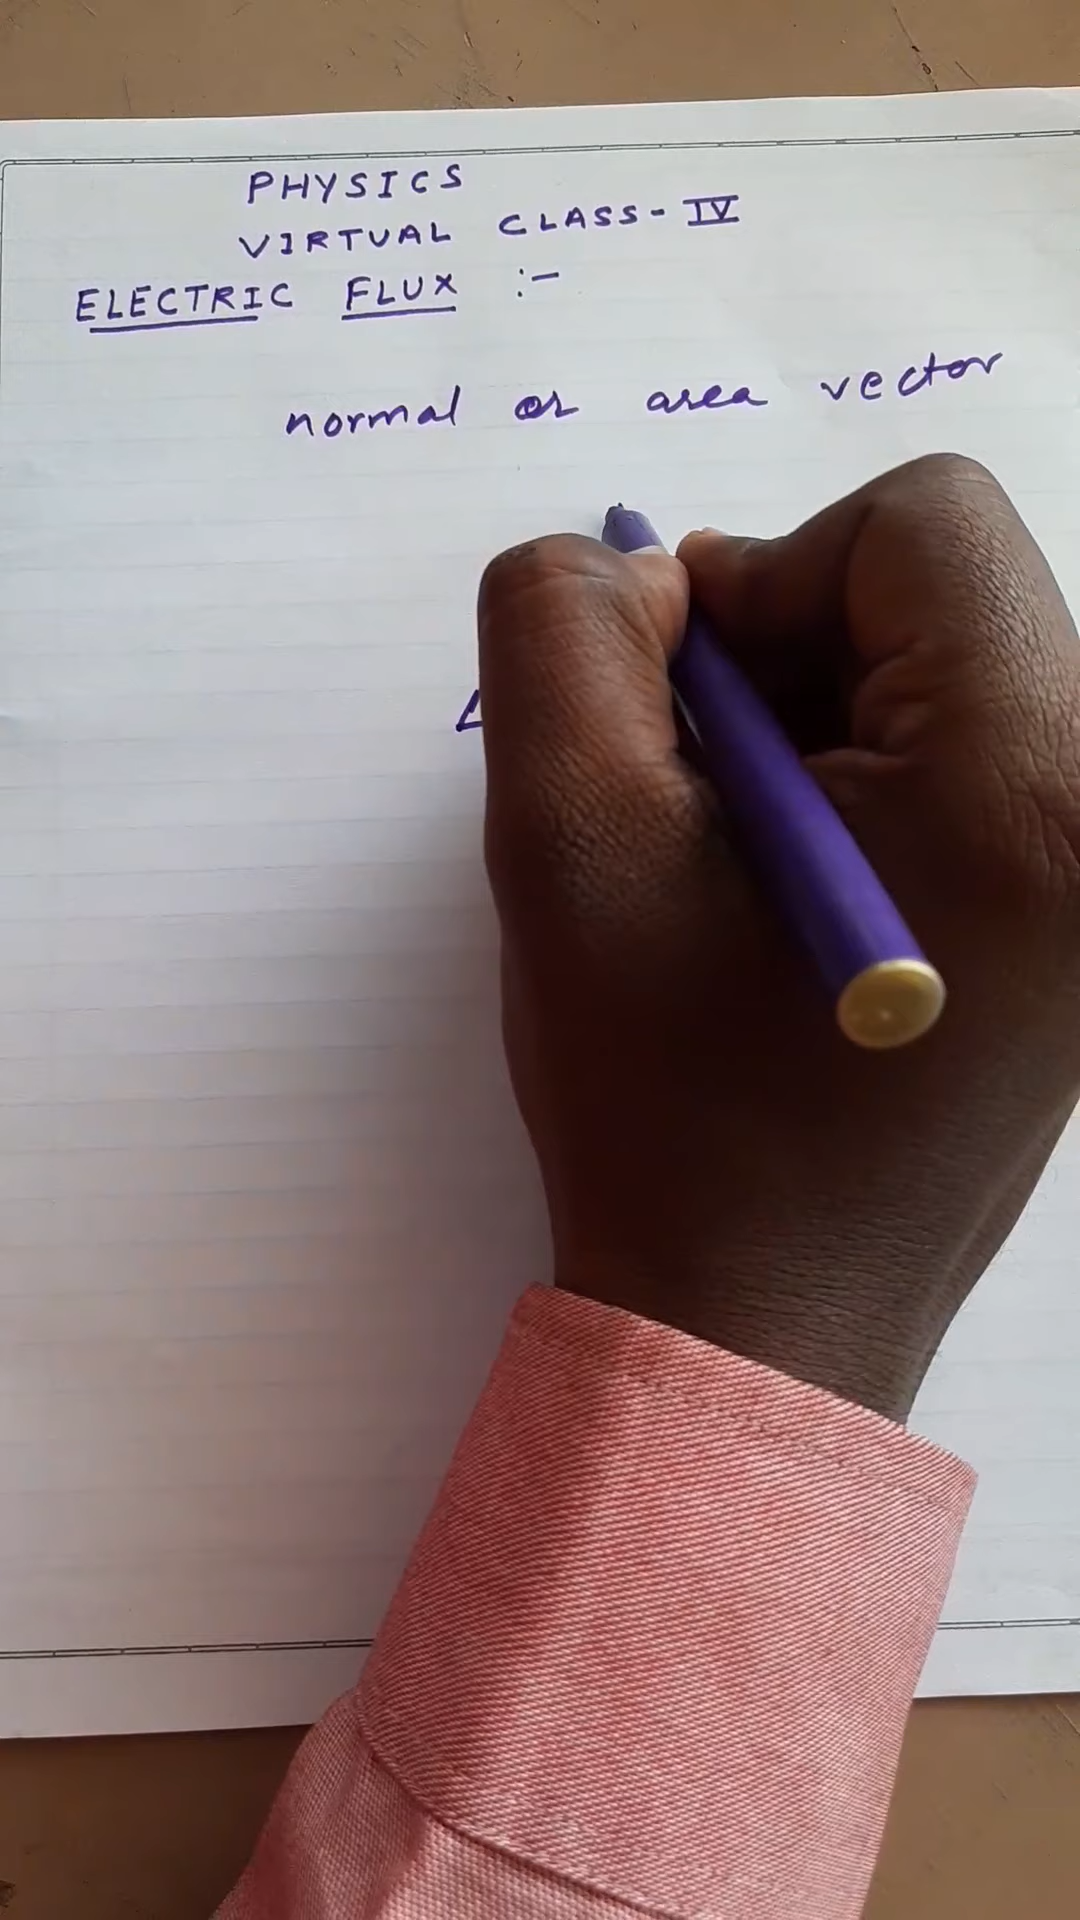 PHYSICS
VIRTUAL CLASS-IV
ELECTRIC FLUX :-
normal or area vector